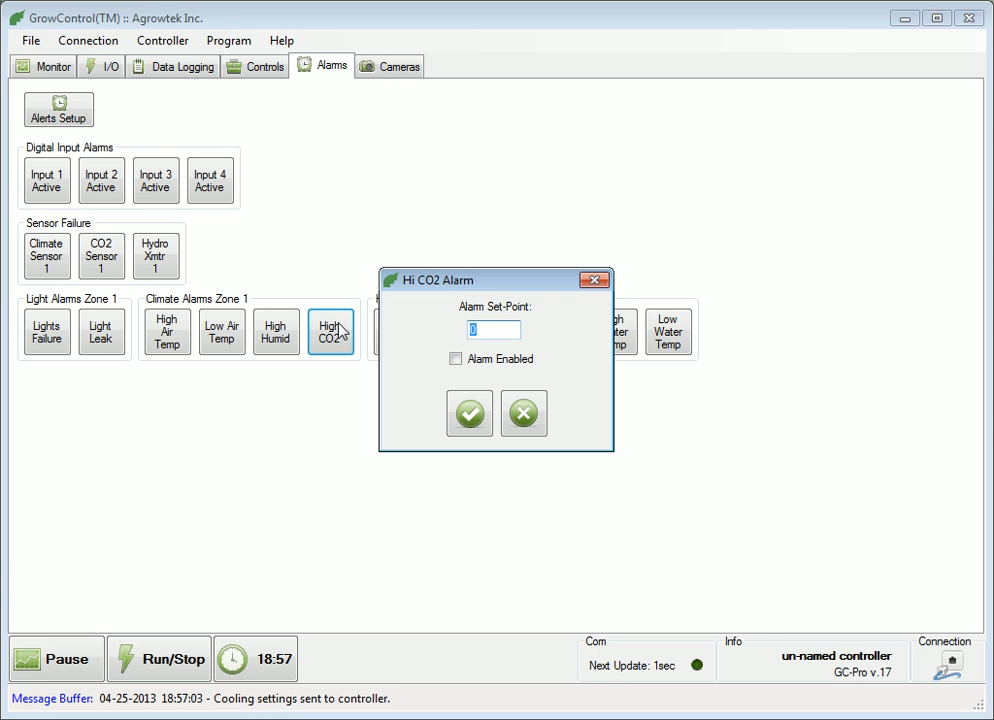 GrowControl(TM) :: Agrowtek Inc.
File Connection Controller Program Help
Monitor I/O Data Logging Controls Alarms Cameras
Alerts Setup
Digital Input Alarms
Input 1 Active
Input 2 Active
Input 3 Active
Input 4 Active
Sensor Failure
Climate Sensor 1
CO2 Sensor 1
Hydro Xmtr 1
Light Alarms Zone 1
Lights Failure
Light Leak
Climate Alarms Zone 1
High Air Temp
Low Air Temp
High Humid
High CO2
Low Water Temp
Hi CO2 Alarm
Alarm Set-Point:
0
Alarm Enabled
Pause
Run/Stop
18:57
Com
Next Update: 1sec
Info
un-named controller
GC-Pro v.17
Connection
Message Buffer: 04-25-2013 18:57:03 - Cooling settings sent to controller.